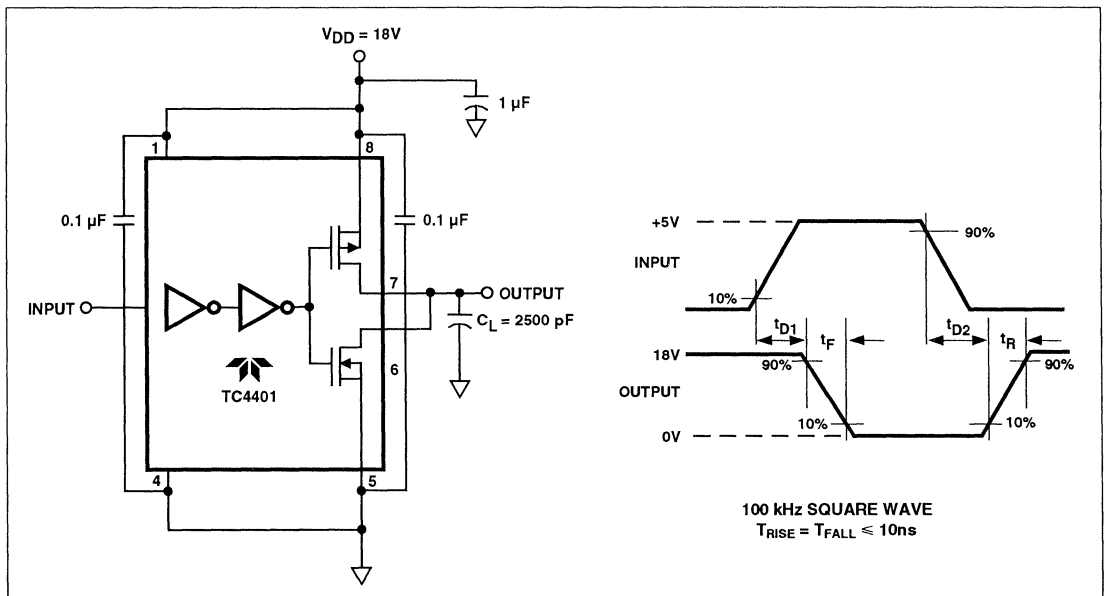 V_DD = 18V
1 µF
1
8
0.1 µF
0.1 µF
7
INPUT
OUTPUT
C_L = 2500 pF
6
TC4401
4
5
+5V
INPUT
90%
10%
t_D1
t_F
t_D2
t_R
18V
90%
90%
OUTPUT
10%
10%
0V
100 kHz SQUARE WAVE
T_RISE = T_FALL ≤ 10ns